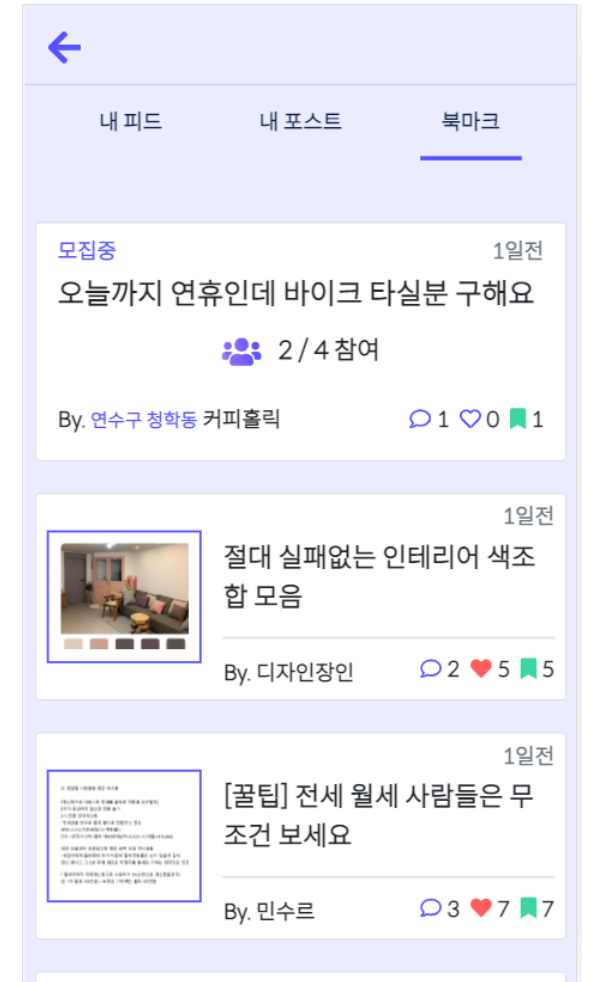 내 피드 내 포스트 북마크
모집중 1일전
오늘까지 연휴인데 바이크 타실분 구해요
2 / 4 참여
By. 연수구 청학동 커피홀릭 1 0 1
1일전
절대 실패없는 인테리어 색조
합 모음
By. 디자인장인 2 5 5
1일전
[꿀팁] 전세 월세 사람들은 무
조건 보세요
By. 민수르 3 7 7